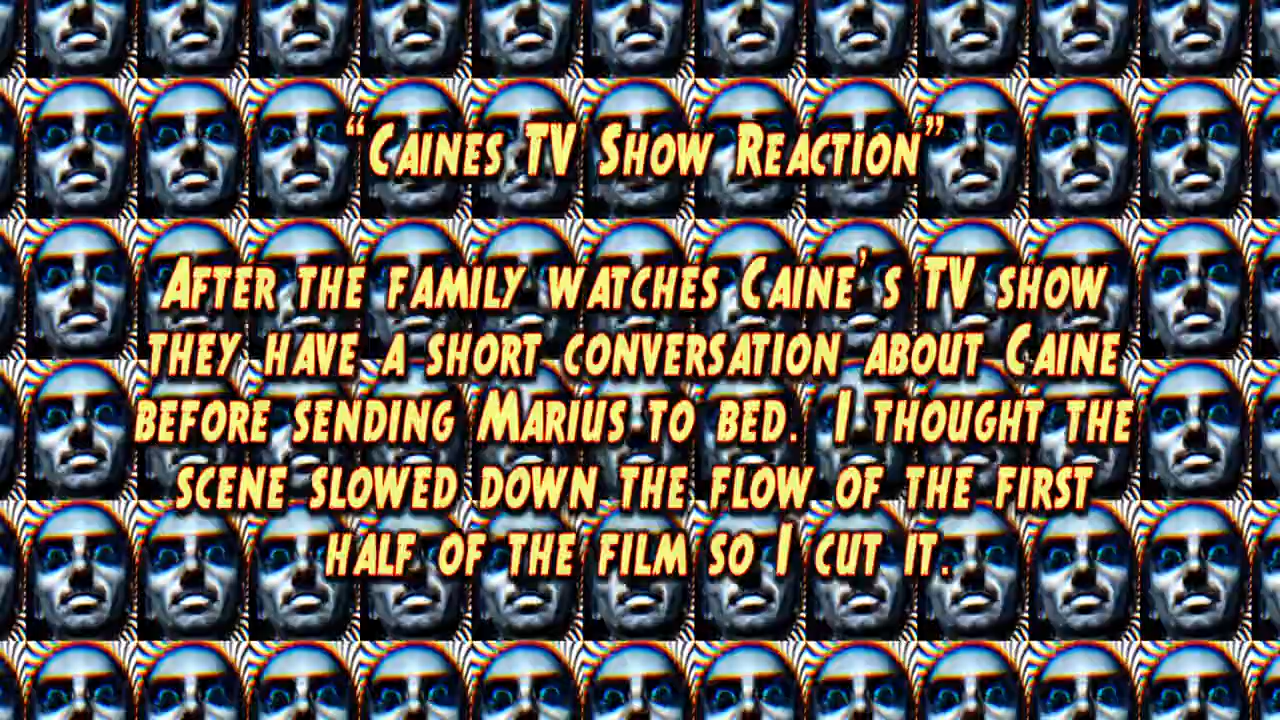 “Caines TV Show Reaction”
After the family watches Caine's TV show
they have a short conversation about Caine
before sending Marius to bed. I thought the
scene slowed down the flow of the first
half of the film so I cut it.